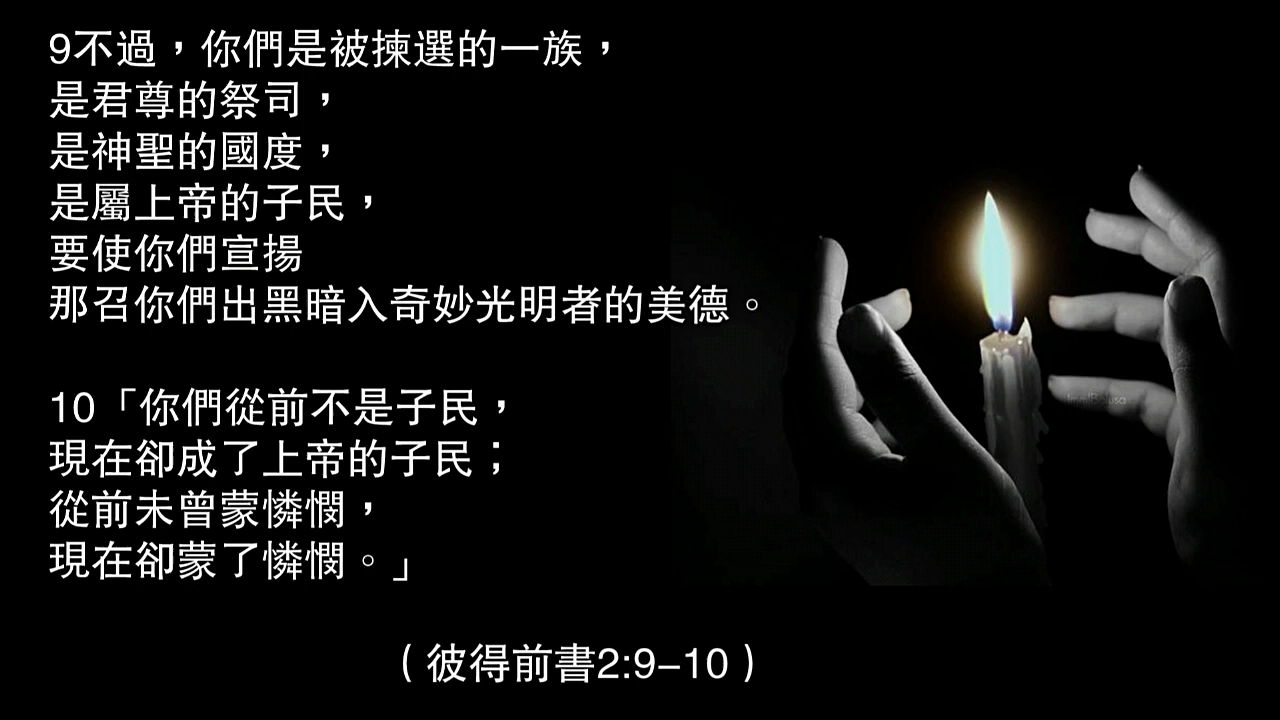 9不過，你們是被揀選的一族，
是君尊的祭司，
是神聖的國度，
是屬上帝的子民，
要使你們宣揚
那召你們出黑暗入奇妙光明者的美德。
10「你們從前不是子民，
現在卻成了上帝的子民；
從前未曾蒙憐憫，
現在卻蒙了憐憫。」
（彼得前書2:9–10）